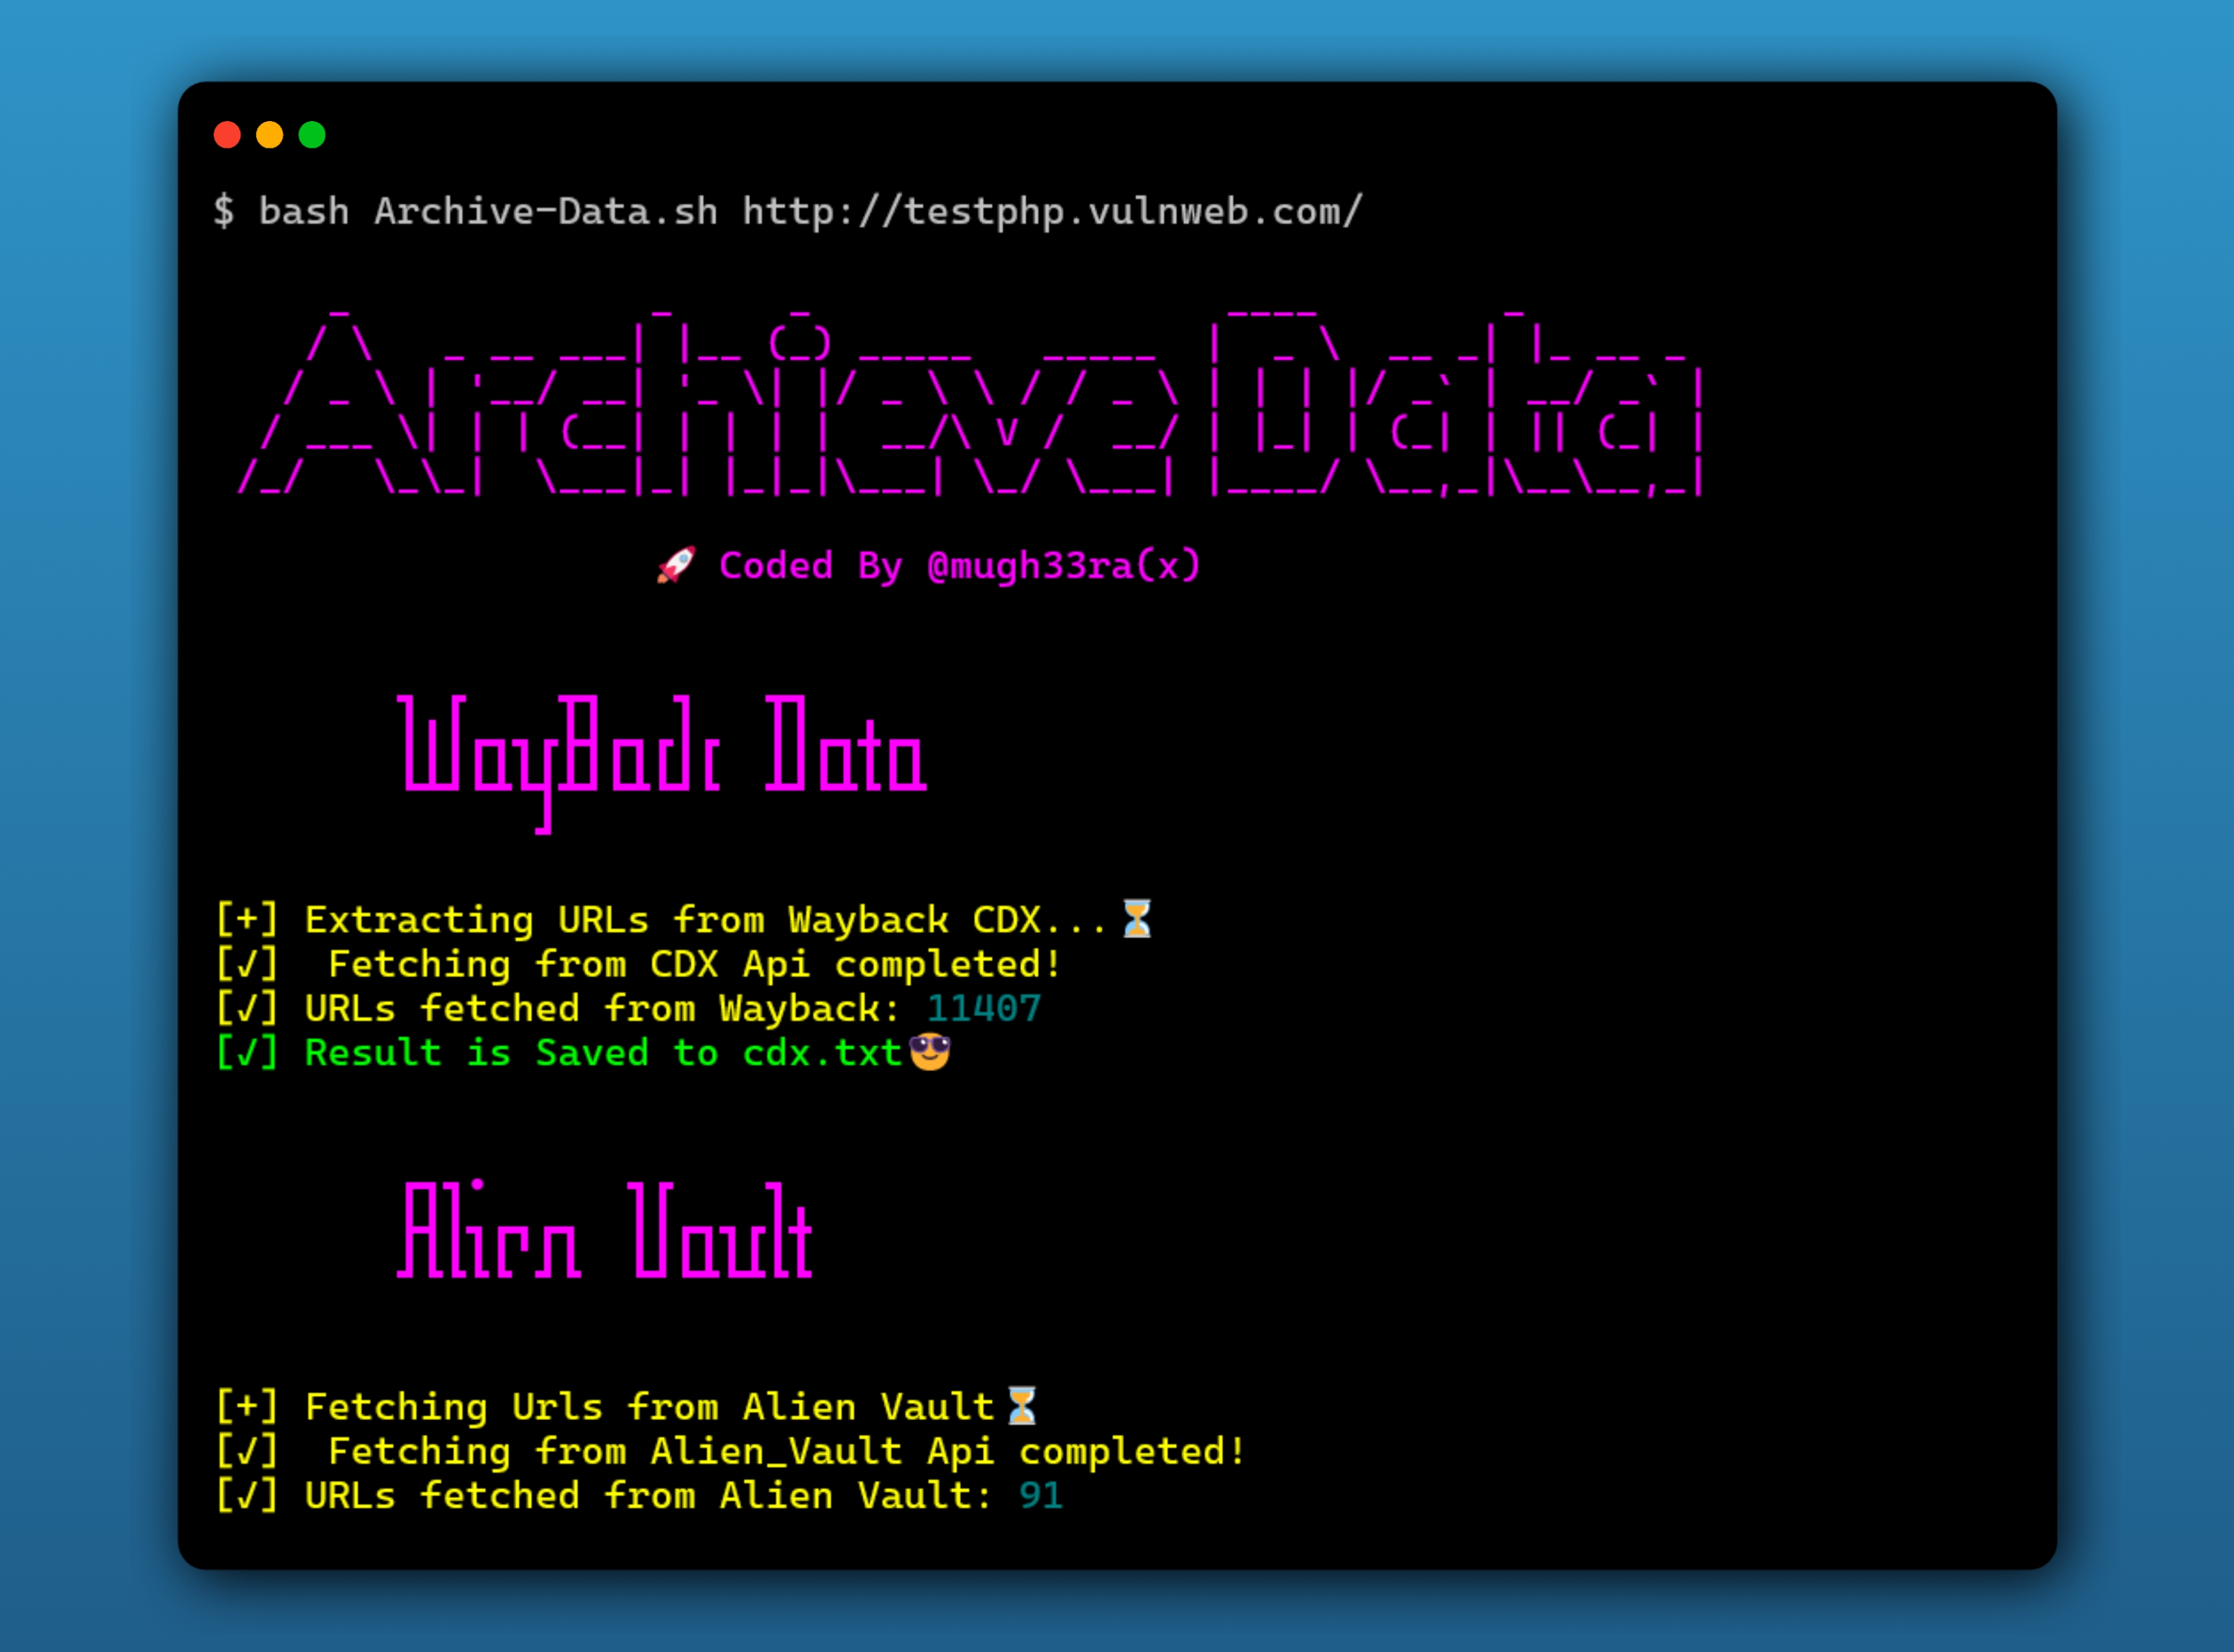 $ bash Archive-Data.sh http://testphp.vulnweb.com/
Archieve Data
🚀 Coded By @mugh33ra(x)
WayBack Data
[+] Extracting URLs from Wayback CDX...⏳
[√]  Fetching from CDX Api completed!
[√] URLs fetched from Wayback: 11407
[√] Result is Saved to cdx.txt😎
Alien Vault
[+] Fetching Urls from Alien Vault⏳
[√]  Fetching from Alien_Vault Api completed!
[√] URLs fetched from Alien Vault: 91